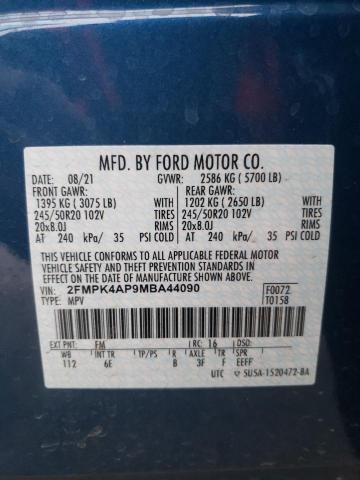 MFD. BY FORD MOTOR CO.
DATE: 08/21 GVWR: 2586 KG ( 5700 LB)
FRONT GAWR: REAR GAWR:
1395 KG ( 3075 LB) WITH 1202 KG ( 2650 LB) WITH
245/50R20 102V TIRES 245/50R20 102V TIRES
20x8.0J RIMS 20x8.0J RIMS
AT 240 kPa/ 35 PSI COLD AT 240 kPa/ 35 PSI COLD
THIS VEHICLE CONFORMS TO ALL APPLICABLE FEDERAL MOTOR
VEHICLE SAFETY AND THEFT PREVENTION STANDARDS IN EFFECT ON THE DATE OF
MANUFACTURE SHOWN ABOVE.
VIN: 2FMPK4AP9MBA44090 F0072
TYPE: MPV T0158
FM RC: 16
WB INT TR TP/PS R AXLE TR SPR
112 6E B 3F F EEFF
UTC 5U5A-1520472-BA